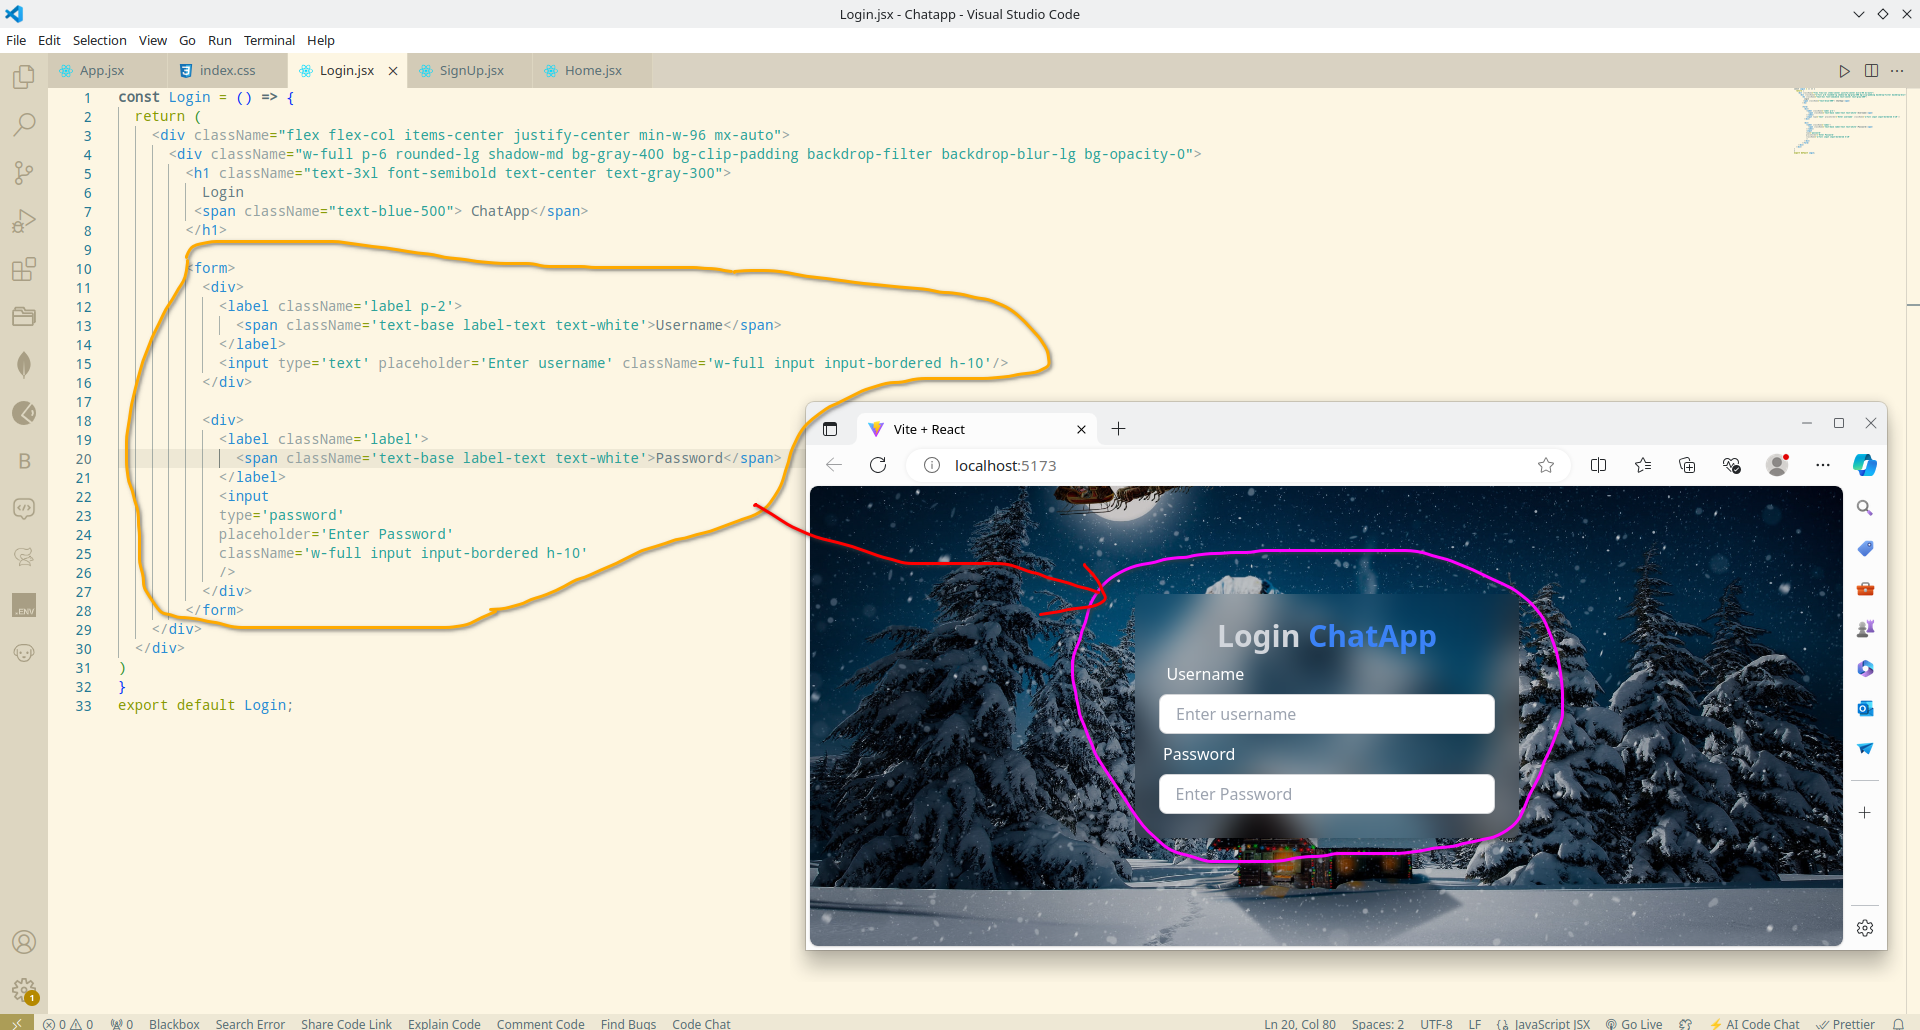 Login.jsx - Chatapp - Visual Studio Code
File Edit Selection View Go Run Terminal Help
App.jsx index.css Login.jsx SignUp.jsx Home.jsx
1 const Login = () => {
2 return (
3 <div className="flex flex-col items-center justify-center min-w-96 mx-auto">
4 <div className="w-full p-6 rounded-lg shadow-md bg-gray-400 bg-clip-padding backdrop-filter backdrop-blur-lg bg-opacity-0">
5 <h1 className="text-3xl font-semibold text-center text-gray-300">
6 Login
7 <span className="text-blue-500"> ChatApp</span>
8 </h1>
9
10 <form>
11 <div>
12 <label className='label p-2'>
13 <span className='text-base label-text text-white'>Username</span>
14 </label>
15 <input type='text' placeholder='Enter username' className='w-full input input-bordered h-10'/>
16 </div>
17
18 <div>
19 <label className='label'>
20 <span className='text-base label-text text-white'>Password</span>
21 </label>
22 <input
23 type='password'
24 placeholder='Enter Password'
25 className='w-full input input-bordered h-10'
26 />
27 </div>
28 </form>
29 </div>
30 </div>
31 )
32 }
33 export default Login;
Vite + React
localhost:5173
Login ChatApp
Username
Enter username
Password
Enter Password
B
.ENV
1
0 0 0 Blackbox Search Error Share Code Link Explain Code Comment Code Find Bugs Code Chat Ln 20, Col 80 Spaces: 2 UTF-8 LF JavaScript JSX Go Live AI Code Chat Prettier